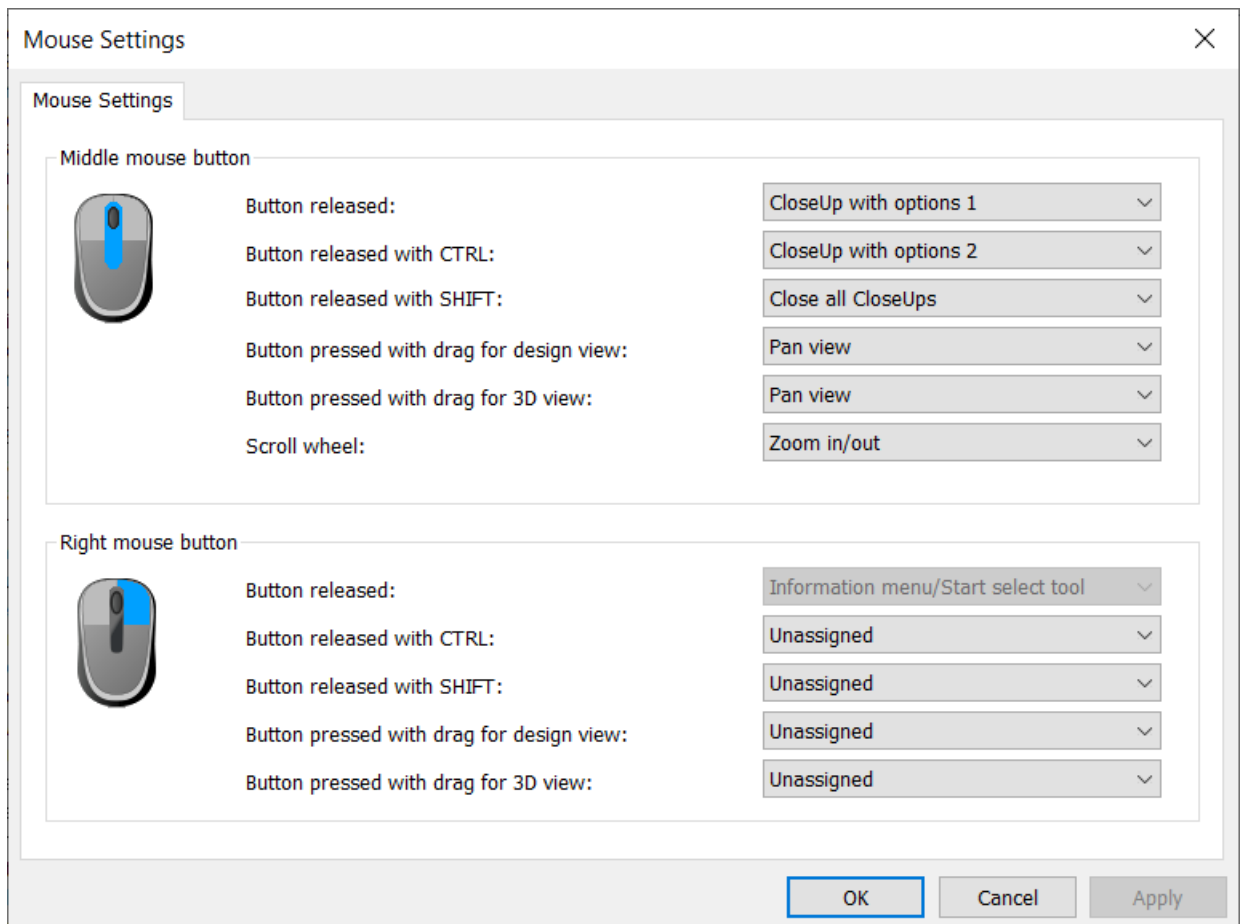 Mouse Settings
Mouse Settings
Middle mouse button
Button released: CloseUp with options 1
Button released with CTRL: CloseUp with options 2
Button released with SHIFT: Close all CloseUps
Button pressed with drag for design view: Pan view
Button pressed with drag for 3D view: Pan view
Scroll wheel: Zoom in/out
Right mouse button
Button released: Information menu/Start select tool
Button released with CTRL: Unassigned
Button released with SHIFT: Unassigned
Button pressed with drag for design view: Unassigned
Button pressed with drag for 3D view: Unassigned
OK Cancel Apply